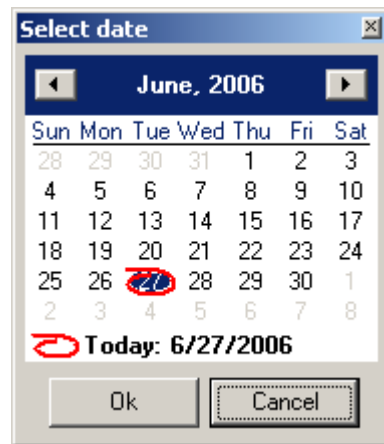 Select date
June, 2006
Sun Mon Tue Wed Thu Fri Sat
28 29 30 31 1 2 3
4 5 6 7 8 9 10
11 12 13 14 15 16 17
18 19 20 21 22 23 24
25 26 27 28 29 30 1
2 3 4 5 6 7 8
Today: 6/27/2006
Ok Cancel